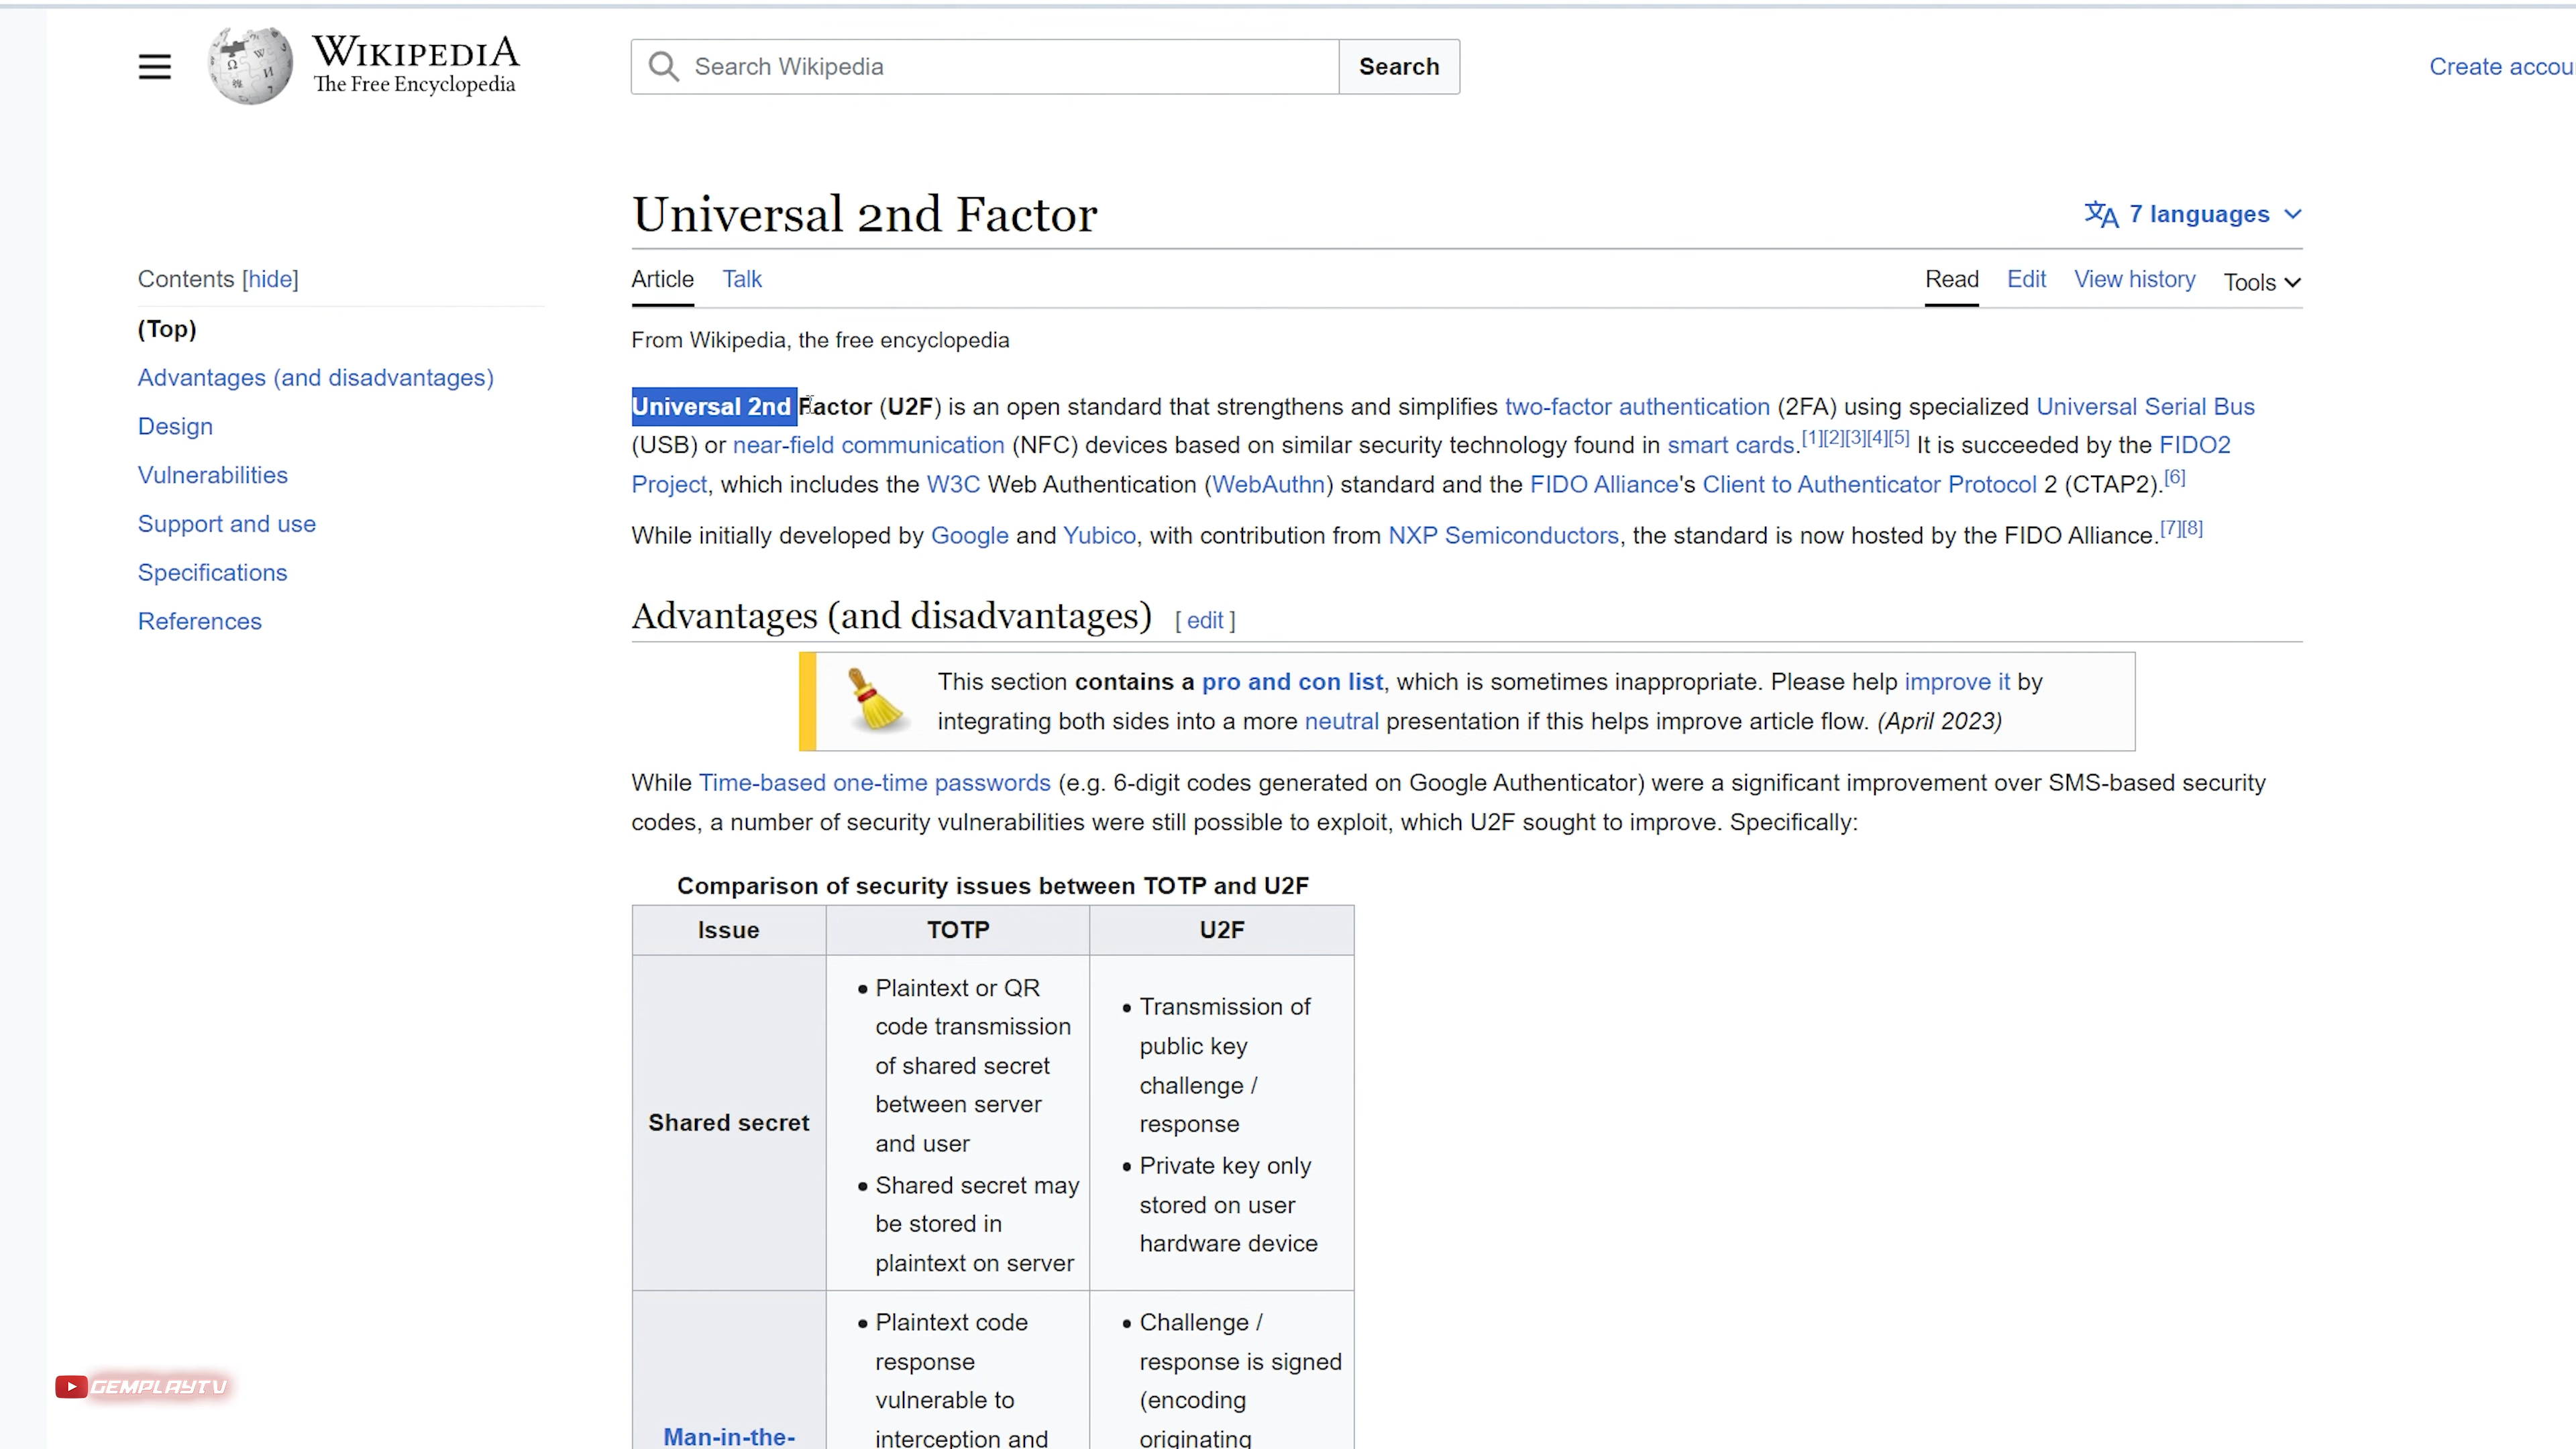 WIKIPEDIA
The Free Encyclopedia
Search Wikipedia
Search
Create accou
Universal 2nd Factor
7 languages
Contents [hide]
(Top)
Advantages (and disadvantages)
Design
Vulnerabilities
Support and use
Specifications
References
Article
Talk
Read
Edit
View history
Tools
From Wikipedia, the free encyclopedia
Universal 2nd Factor (U2F) is an open standard that strengthens and simplifies two-factor authentication (2FA) using specialized Universal Serial Bus
(USB) or near-field communication (NFC) devices based on similar security technology found in smart cards.[1][2][3][4][5] It is succeeded by the FIDO2
Project, which includes the W3C Web Authentication (WebAuthn) standard and the FIDO Alliance's Client to Authenticator Protocol 2 (CTAP2).[6]
While initially developed by Google and Yubico, with contribution from NXP Semiconductors, the standard is now hosted by the FIDO Alliance.[7][8]
Advantages (and disadvantages) [ edit ]
This section contains a pro and con list, which is sometimes inappropriate. Please help improve it by
integrating both sides into a more neutral presentation if this helps improve article flow. (April 2023)
While Time-based one-time passwords (e.g. 6-digit codes generated on Google Authenticator) were a significant improvement over SMS-based security
codes, a number of security vulnerabilities were still possible to exploit, which U2F sought to improve. Specifically:
Comparison of security issues between TOTP and U2F
Issue
TOTP
U2F
Shared secret
• Plaintext or QR
code transmission
of shared secret
between server
and user
• Shared secret may
be stored in
plaintext on server
• Transmission of
public key
challenge /
response
• Private key only
stored on user
hardware device
Man-in-the-
• Plaintext code
response
vulnerable to
interception and
• Challenge /
response is signed
(encoding
originating
GEMPLAYTV